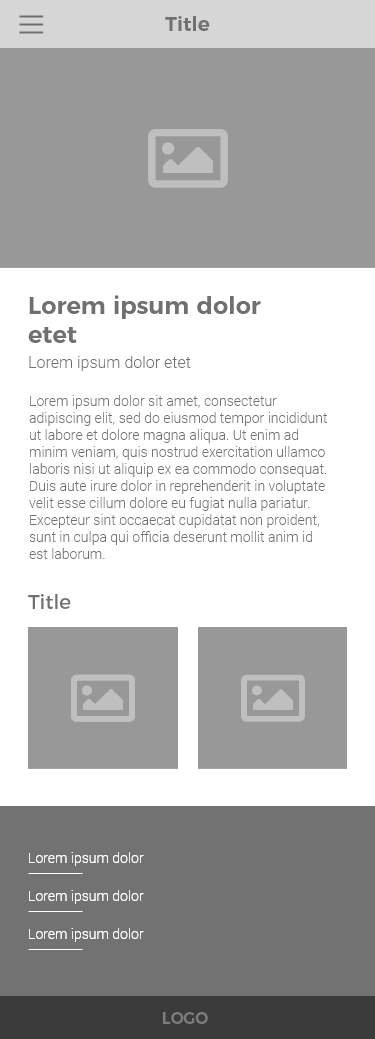 Title
Lorem ipsum dolor
etet
Lorem ipsum dolor etet
Lorem ipsum dolor sit amet, consectetur
adipiscing elit, sed do eiusmod tempor incididunt
ut labore et dolore magna aliqua. Ut enim ad
minim veniam, quis nostrud exercitation ullamco
laboris nisi ut aliquip ex ea commodo consequat.
Duis aute irure dolor in reprehenderit in voluptate
velit esse cillum dolore eu fugiat nulla pariatur.
Excepteur sint occaecat cupidatat non proident,
sunt in culpa qui officia deserunt mollit anim id
est laborum.
Title
Lorem ipsum dolor
Lorem ipsum dolor
Lorem ipsum dolor
LOGO